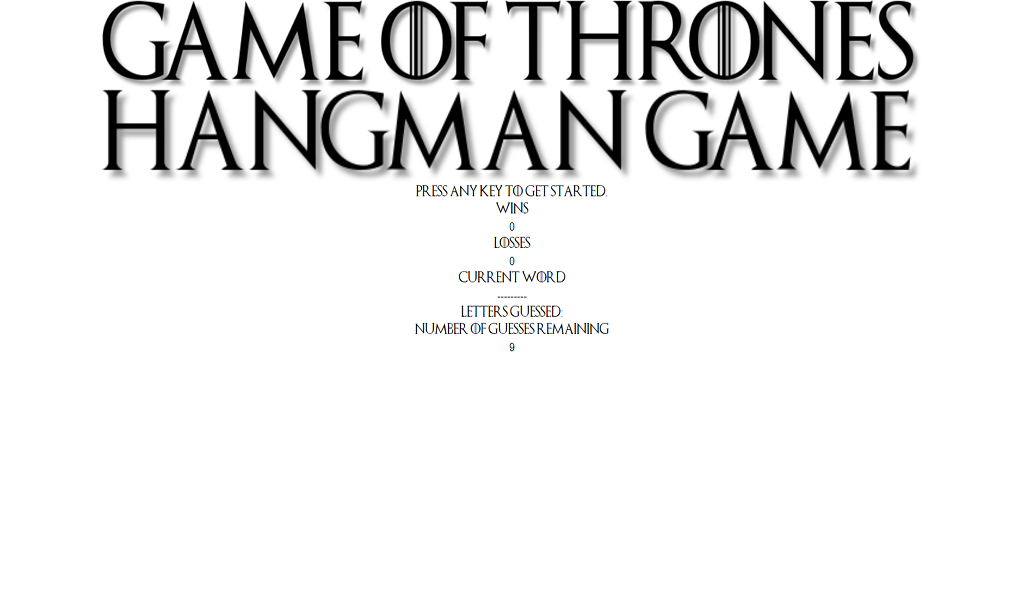 GAME OF THRONES
HANGMAN GAME
PRESS ANY KEY TO GET STARTED.
WINS
0
LOSSES
0
CURRENT WORD
---------
LETTERS GUESSED:
NUMBER OF GUESSES REMAINING
9